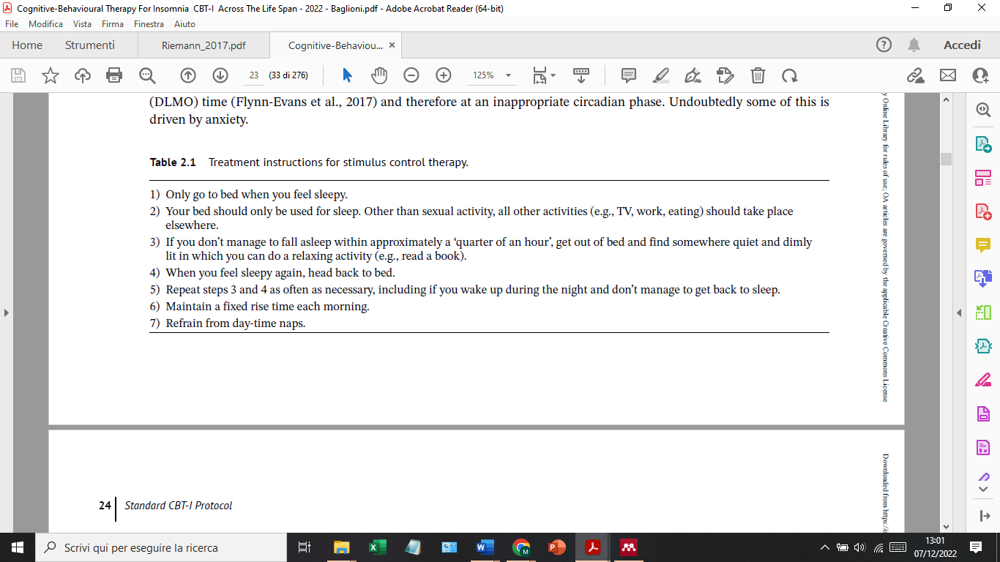 Cognitive-Behavioural Therapy For Insomnia  CBT-I  Across The Life Span - 2022 - Baglioni.pdf - Adobe Acrobat Reader (64-bit)
File Modifica Vista Firma Finestra Aiuto
Home Strumenti Riemann_2017.pdf Cognitive-Behaviou... Accedi
23 (33 di 276) 125%
(DLMO) time (Flynn-Evans et al., 2017) and therefore at an inappropriate circadian phase. Undoubtedly some of this is
driven by anxiety.
Table 2.1 Treatment instructions for stimulus control therapy.
1) Only go to bed when you feel sleepy.
2) Your bed should only be used for sleep. Other than sexual activity, all other activities (e.g., TV, work, eating) should take place
elsewhere.
3) If you don’t manage to fall asleep within approximately a ‘quarter of an hour’, get out of bed and find somewhere quiet and dimly
lit in which you can do a relaxing activity (e.g., read a book).
4) When you feel sleepy again, head back to bed.
5) Repeat steps 3 and 4 as often as necessary, including if you wake up during the night and don’t manage to get back to sleep.
6) Maintain a fixed rise time each morning.
7) Refrain from day-time naps.
y Online Library for rules of use; OA articles are governed by the applicable Creative Commons License
24 Standard CBT-I Protocol
Downloaded from https://
Scrivi qui per eseguire la ricerca
13:01
07/12/2022